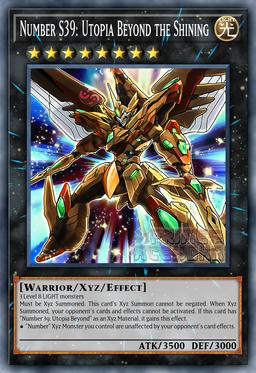 NUMBER S39: UTOPIA BEYOND THE SHINING
光
[WARRIOR/XYZ/EFFECT]
3 Level 8 LIGHT monsters
Must be Xyz Summoned. This card's Xyz Summon cannot be negated. When Xyz
Summoned, your opponent's cards and effects cannot be activated. If this card has
"Number 39: Utopia Beyond" as an Xyz Material, it gains this effect.
● "Number" Xyz Monster you control are unaffected by your opponent's card effects.
ATK/3500 DEF/3000